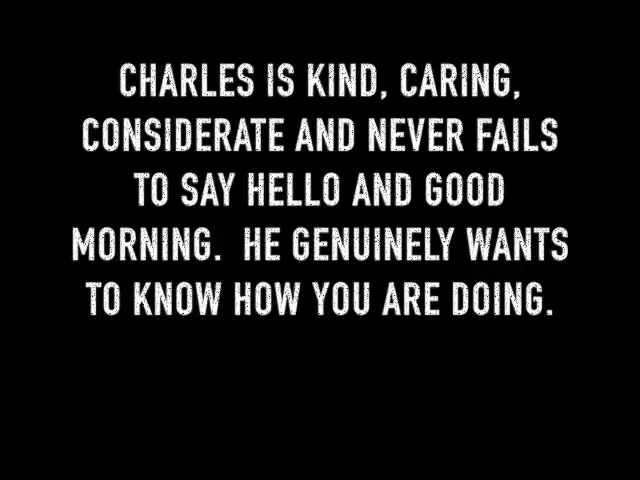 CHARLES IS KIND, CARING,
CONSIDERATE AND NEVER FAILS
TO SAY HELLO AND GOOD
MORNING.  HE GENUINELY WANTS
TO KNOW HOW YOU ARE DOING.